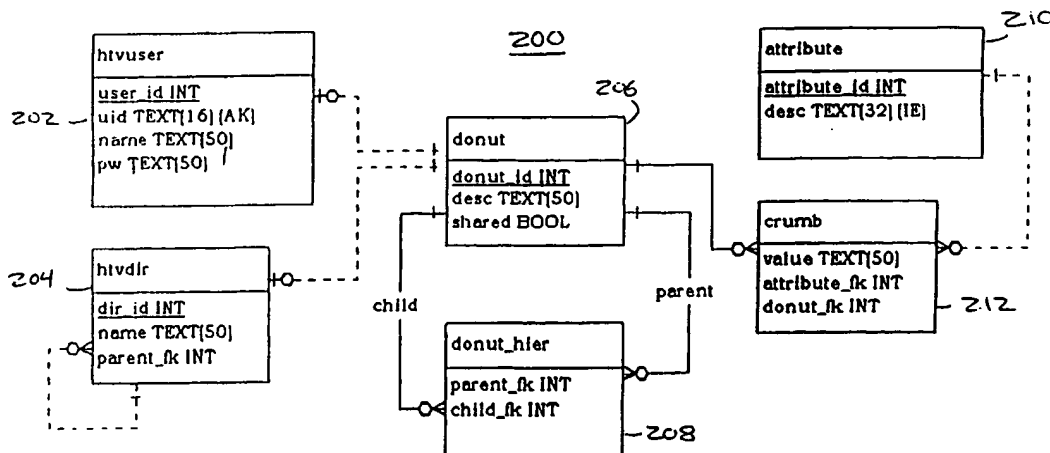 200
210
htvuser
user_id INT
uid TEXT[16] (AK)
name TEXT[50]
pw TEXT[50]
202
206
donut
donut_id INT
desc TEXT[50]
shared BOOL
attribute
attribute_id INT
desc TEXT[32] (IE)
204
htvdir
dir_id INT
name TEXT[50]
parent_fk INT
child
parent
crumb
value TEXT[50]
attribute_fk INT
donut_fk INT
212
donut_hier
parent_fk INT
child_fk INT
208